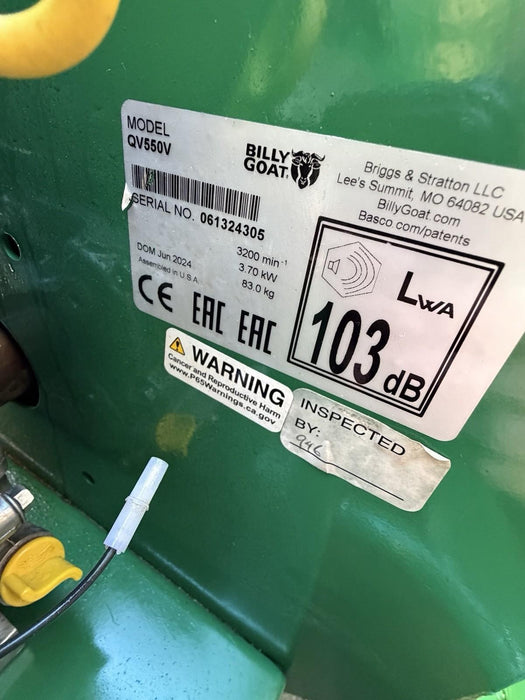 MODEL
QV550V
BILLY
GOAT
Briggs & Stratton LLC
Lee's Summit, MO 64082 USA
BillyGoat.com
Basco.com/patents
SERIAL NO. 061324305
3200 min⁻¹
DOM Jun 2024 3.70 kW
Assembled in U.S.A 83.0 kg
CE EAC EAC
LWA
103 dB
WARNING
Cancer and Reproductive Harm
www.P65Warnings.ca.gov
INSPECTED
BY:
946